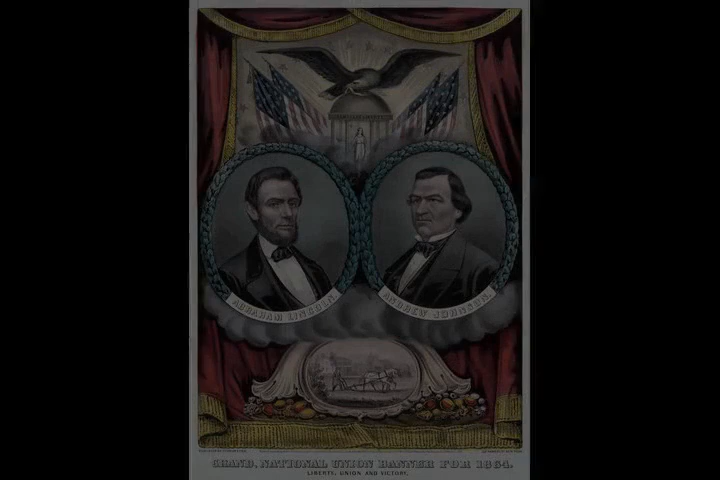 ABRAHAM LINCOLN.
ANDREW JOHNSON.
GRAND, NATIONAL UNION BANNER FOR 1864.
LIBERTY, UNION AND VICTORY.